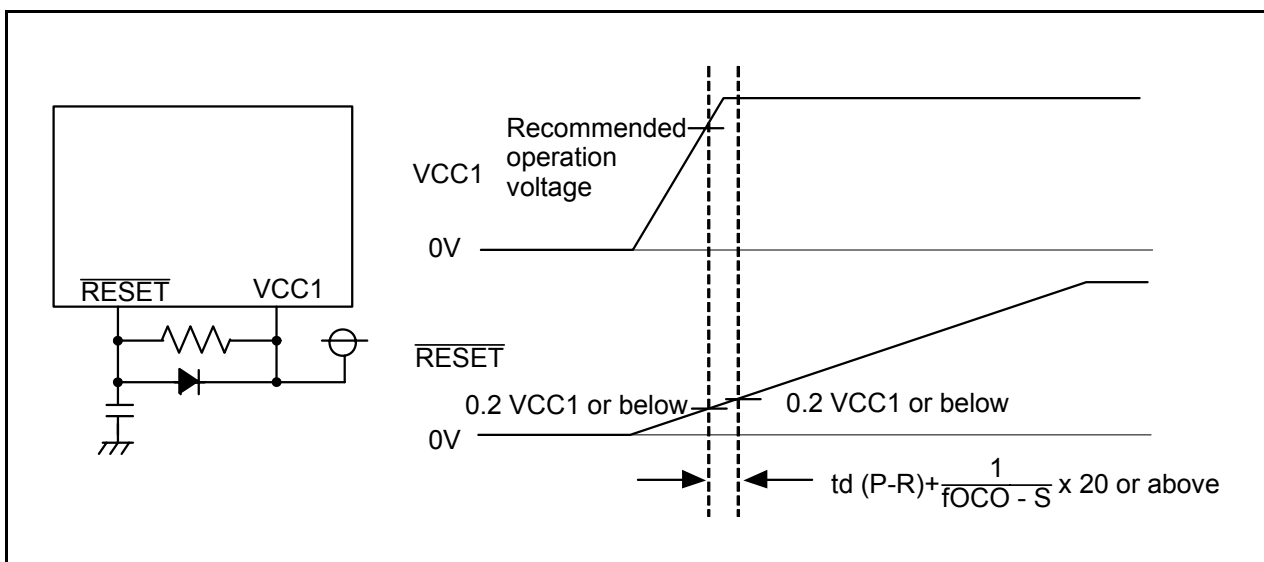 RESET
VCC1
VCC1
Recommended
operation
voltage
0V
RESET
0.2 VCC1 or below
0.2 VCC1 or below
0V
td (P-R)+ 1
fOCO - S x 20 or above